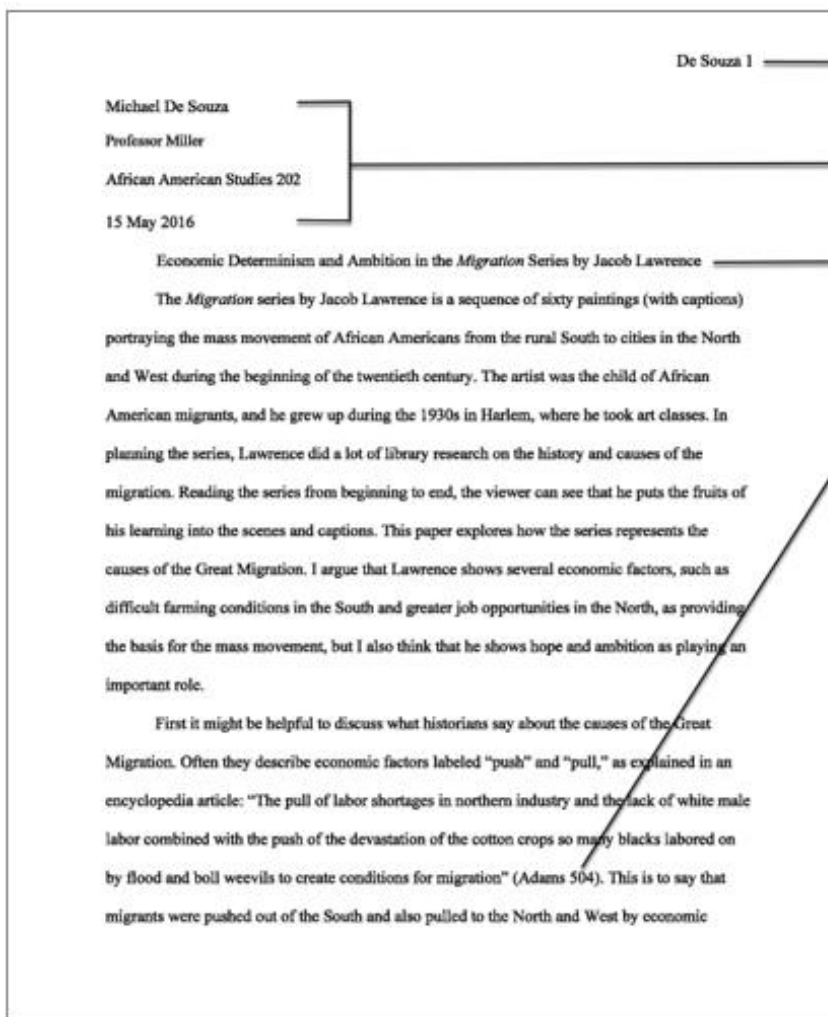 De Souza 1
Michael De Souza
Professor Miller
African American Studies 202
15 May 2016
Economic Determinism and Ambition in the Migration Series by Jacob Lawrence
The Migration series by Jacob Lawrence is a sequence of sixty paintings (with captions)
portraying the mass movement of African Americans from the rural South to cities in the North
and West during the beginning of the twentieth century. The artist was the child of African
American migrants, and he grew up during the 1930s in Harlem, where he took art classes. In
planning the series, Lawrence did a lot of library research on the history and causes of the
migration. Reading the series from beginning to end, the viewer can see that he puts the fruits of
his learning into the scenes and captions. This paper explores how the series represents the
causes of the Great Migration. I argue that Lawrence shows several economic factors, such as
difficult farming conditions in the South and greater job opportunities in the North, as providing
the basis for the mass movement, but I also think that he shows hope and ambition as playing an
important role.
First it might be helpful to discuss what historians say about the causes of the Great
Migration. Often they describe economic factors labeled “push” and “pull,” as explained in an
encyclopedia article: “The pull of labor shortages in northern industry and the lack of white male
labor combined with the push of the devastation of the cotton crops so many blacks labored on
by flood and boll weevils to create conditions for migration” (Adams 504). This is to say that
migrants were pushed out of the South and also pulled to the North and West by economic